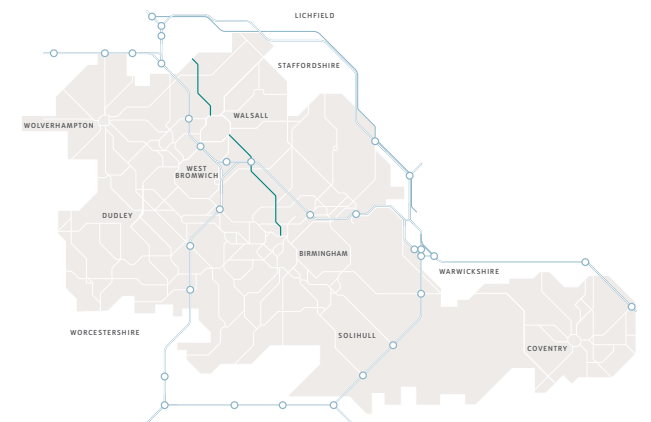 LICHFIELD
STAFFORDSHIRE
WALSALL
WOLVERHAMPTON
WEST
BROMWICH
DUDLEY
BIRMINGHAM
WARWICKSHIRE
WORCESTERSHIRE
SOLIHULL
COVENTRY